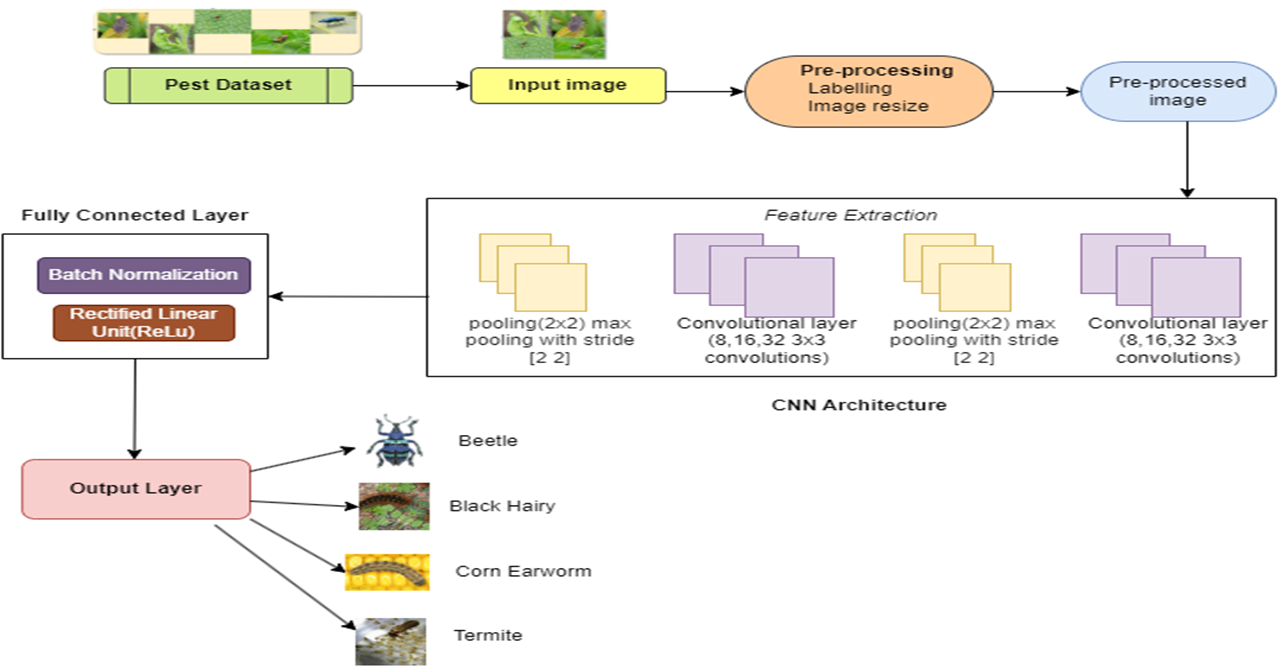 Pest Dataset
Input image
Pre-processing
Labelling
Image resize
Pre-processed
image
Fully Connected Layer
Batch Normalization
Rectified Linear
Unit(ReLu)
Feature Extraction
pooling(2x2) max
pooling with stride
[2 2]
Convolutional layer
(8,16,32 3x3
convolutions)
pooling(2x2) max
pooling with stride
[2 2]
Convolutional layer
(8,16,32 3x3
convolutions)
CNN Architecture
Output Layer
Beetle
Black Hairy
Corn Earworm
Termite